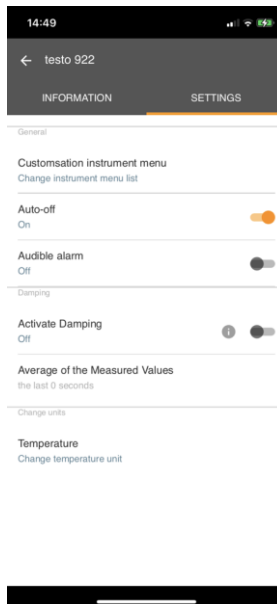 14:49
testo 922
INFORMATION SETTINGS
General
Customsation instrument menu
Change instrument menu list
Auto-off
On
Audible alarm
Off
Damping
Activate Damping
Off
Average of the Measured Values
the last 0 seconds
Change units
Temperature
Change temperature unit